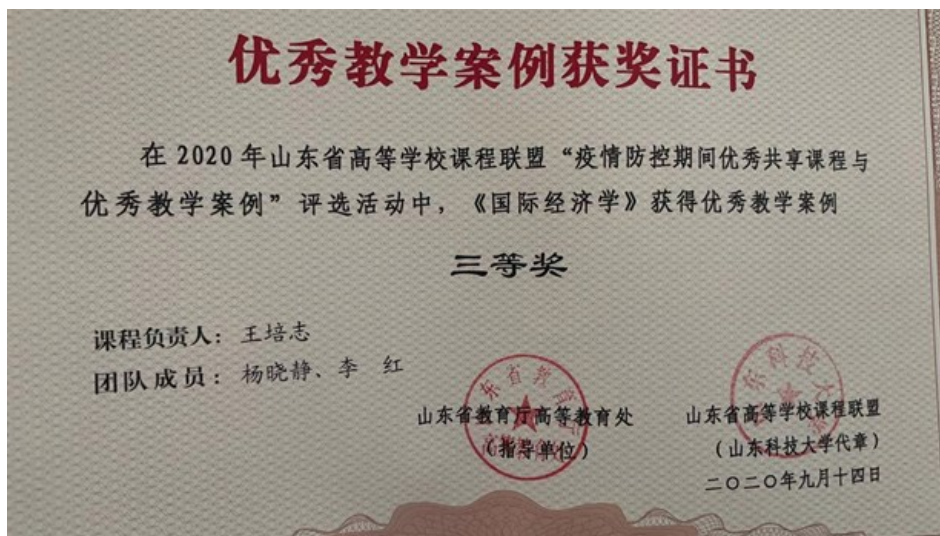 优秀教学案例获奖证书
在 2020 年山东省高等学校课程联盟“疫情防控期间优秀共享课程与
优秀教学案例”评选活动中，《国际经济学》获得优秀教学案例
三等奖
课程负责人：王培志
团队成员：杨晓静、李 红
山东省教育厅高等教育处 山东省高等学校课程联盟
（指导单位） （山东科技大学代章）
二〇二〇年九月十四日